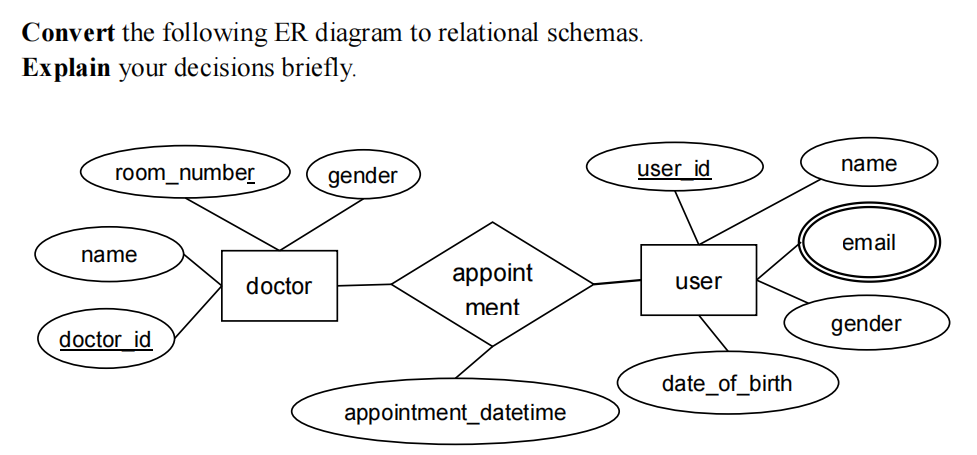 Convert the following ER diagram to relational schemas.
Explain your decisions briefly.
room_number
gender
user_id
name
name
email
doctor
appoint
ment
user
doctor_id
gender
date_of_birth
appointment_datetime